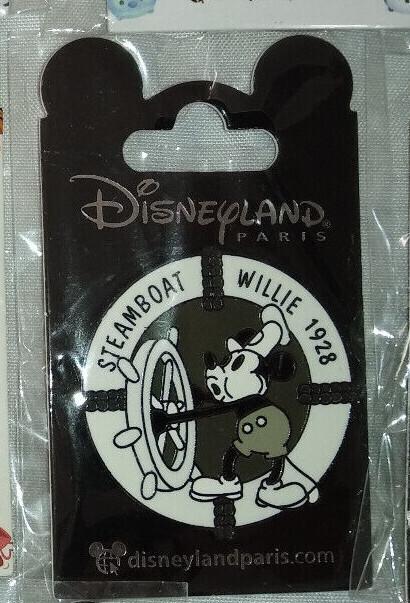 DISNEYLAND®
PARIS
STEAMBOAT WILLIE 1928
disneylandparis.com